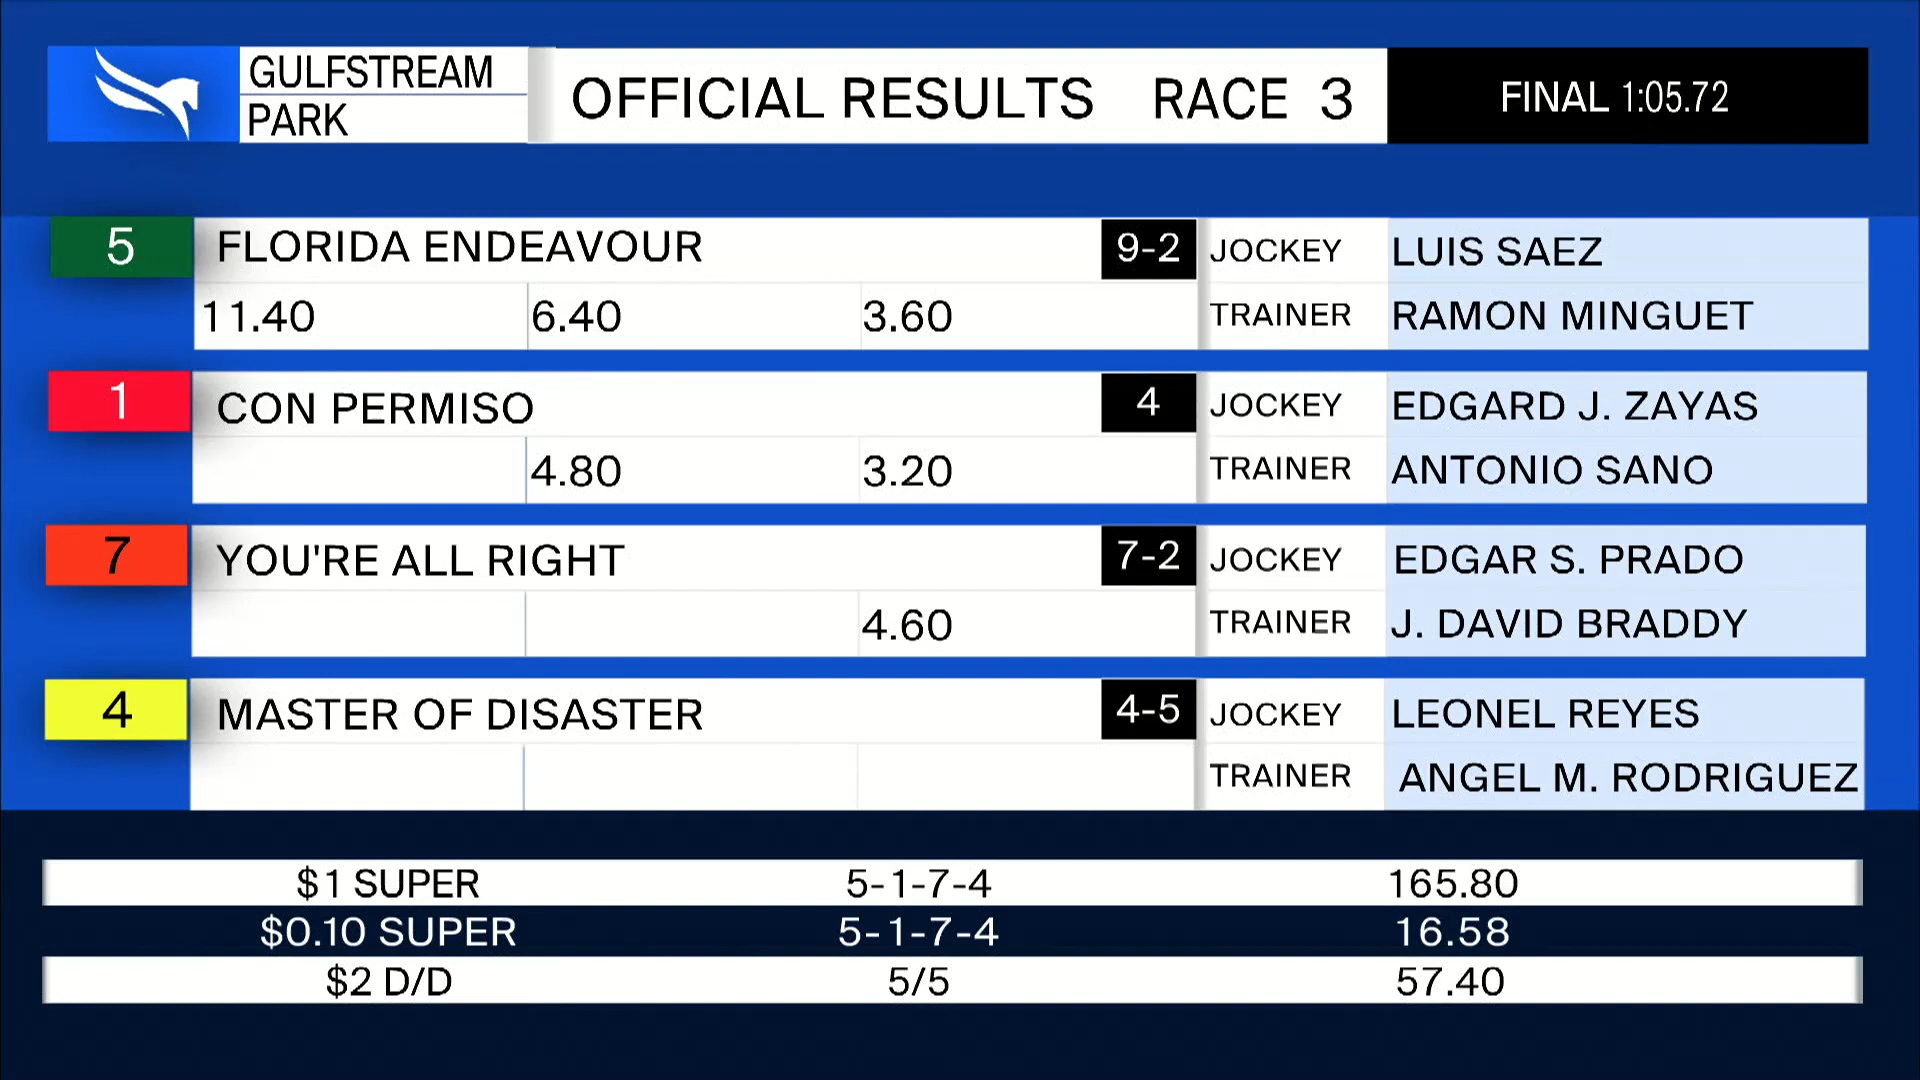 GULFSTREAM
PARK
OFFICIAL RESULTS RACE 3
FINAL 1:05.72
5 FLORIDA ENDEAVOUR 9-2 JOCKEY LUIS SAEZ
11.40 6.40 3.60 TRAINER RAMON MINGUET
1 CON PERMISO 4 JOCKEY EDGARD J. ZAYAS
4.80 3.20 TRAINER ANTONIO SANO
7 YOU'RE ALL RIGHT 7-2 JOCKEY EDGAR S. PRADO
4.60 TRAINER J. DAVID BRADDY
4 MASTER OF DISASTER 4-5 JOCKEY LEONEL REYES
TRAINER ANGEL M. RODRIGUEZ
$1 SUPER 5-1-7-4 165.80
$0.10 SUPER 5-1-7-4 16.58
$2 D/D 5/5 57.40